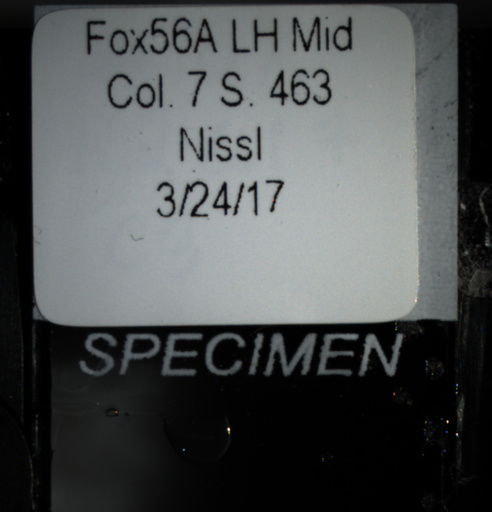 Fox56A LH Mid
Col. 7 S. 463
Nissl
3/24/17
SPECIMEN